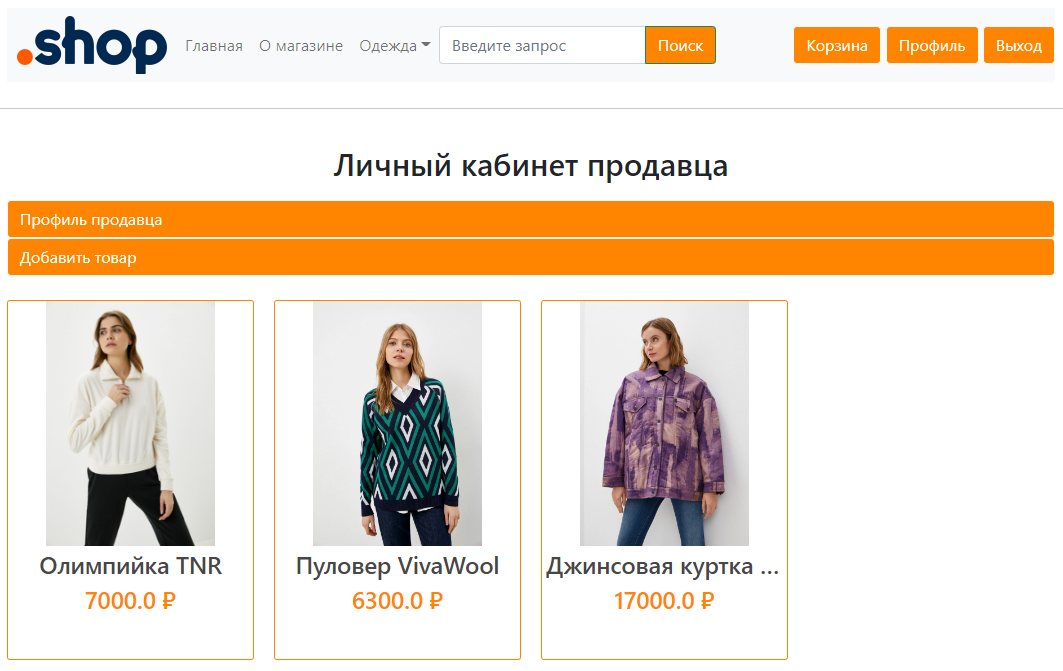 .shop
Главная О магазине Одежда Введите запрос Поиск Корзина Профиль Выход
Личный кабинет продавца
Профиль продавца
Добавить товар
Олимпийка TNR
7000.0 ₽
Пуловер VivaWool
6300.0 ₽
Джинсовая куртка ...
17000.0 ₽